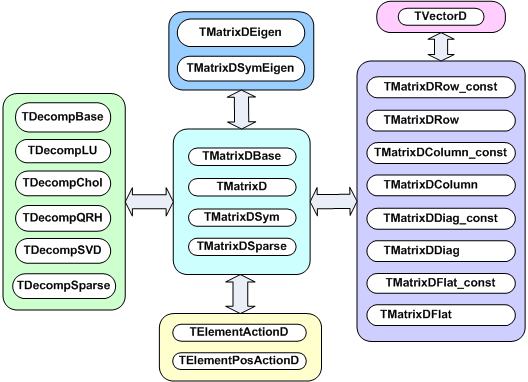 TMatrixDEigen
TMatrixDSymEigen
TVectorD
TDecompBase
TDecompLU
TDecompChol
TDecompQRH
TDecompSVD
TDecompSparse
TMatrixDBase
TMatrixD
TMatrixDSym
TMatrixDSparse
TMatrixDRow_const
TMatrixDRow
TMatrixDColumn_const
TMatrixDColumn
TMatrixDDiag_const
TMatrixDDiag
TMatrixDFlat_const
TMatrixDFlat
TElementActionD
TElementPosActionD